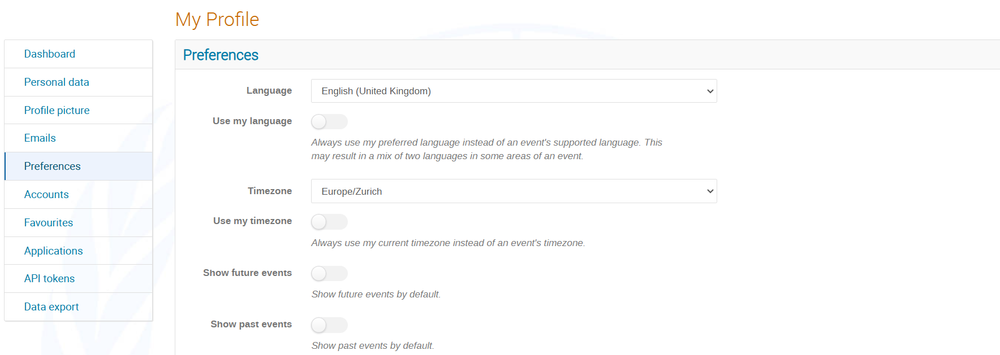 My Profile
Dashboard
Personal data
Profile picture
Emails
Preferences
Accounts
Favourites
Applications
API tokens
Data export
Preferences
Language
English (United Kingdom)
Use my language
Always use my preferred language instead of an event's supported language. This
may result in a mix of two languages in some areas of an event.
Timezone
Europe/Zurich
Use my timezone
Always use my current timezone instead of an event's timezone.
Show future events
Show future events by default.
Show past events
Show past events by default.